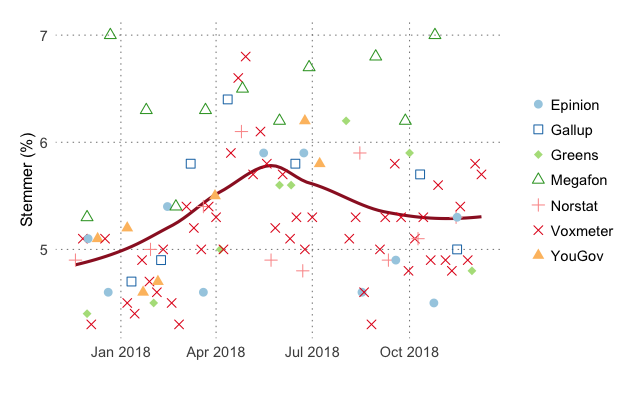 7
6
5
Stemmer (%)
Jan 2018 Apr 2018 Jul 2018 Oct 2018
Epinion
Gallup
Greens
Megafon
Norstat
Voxmeter
YouGov